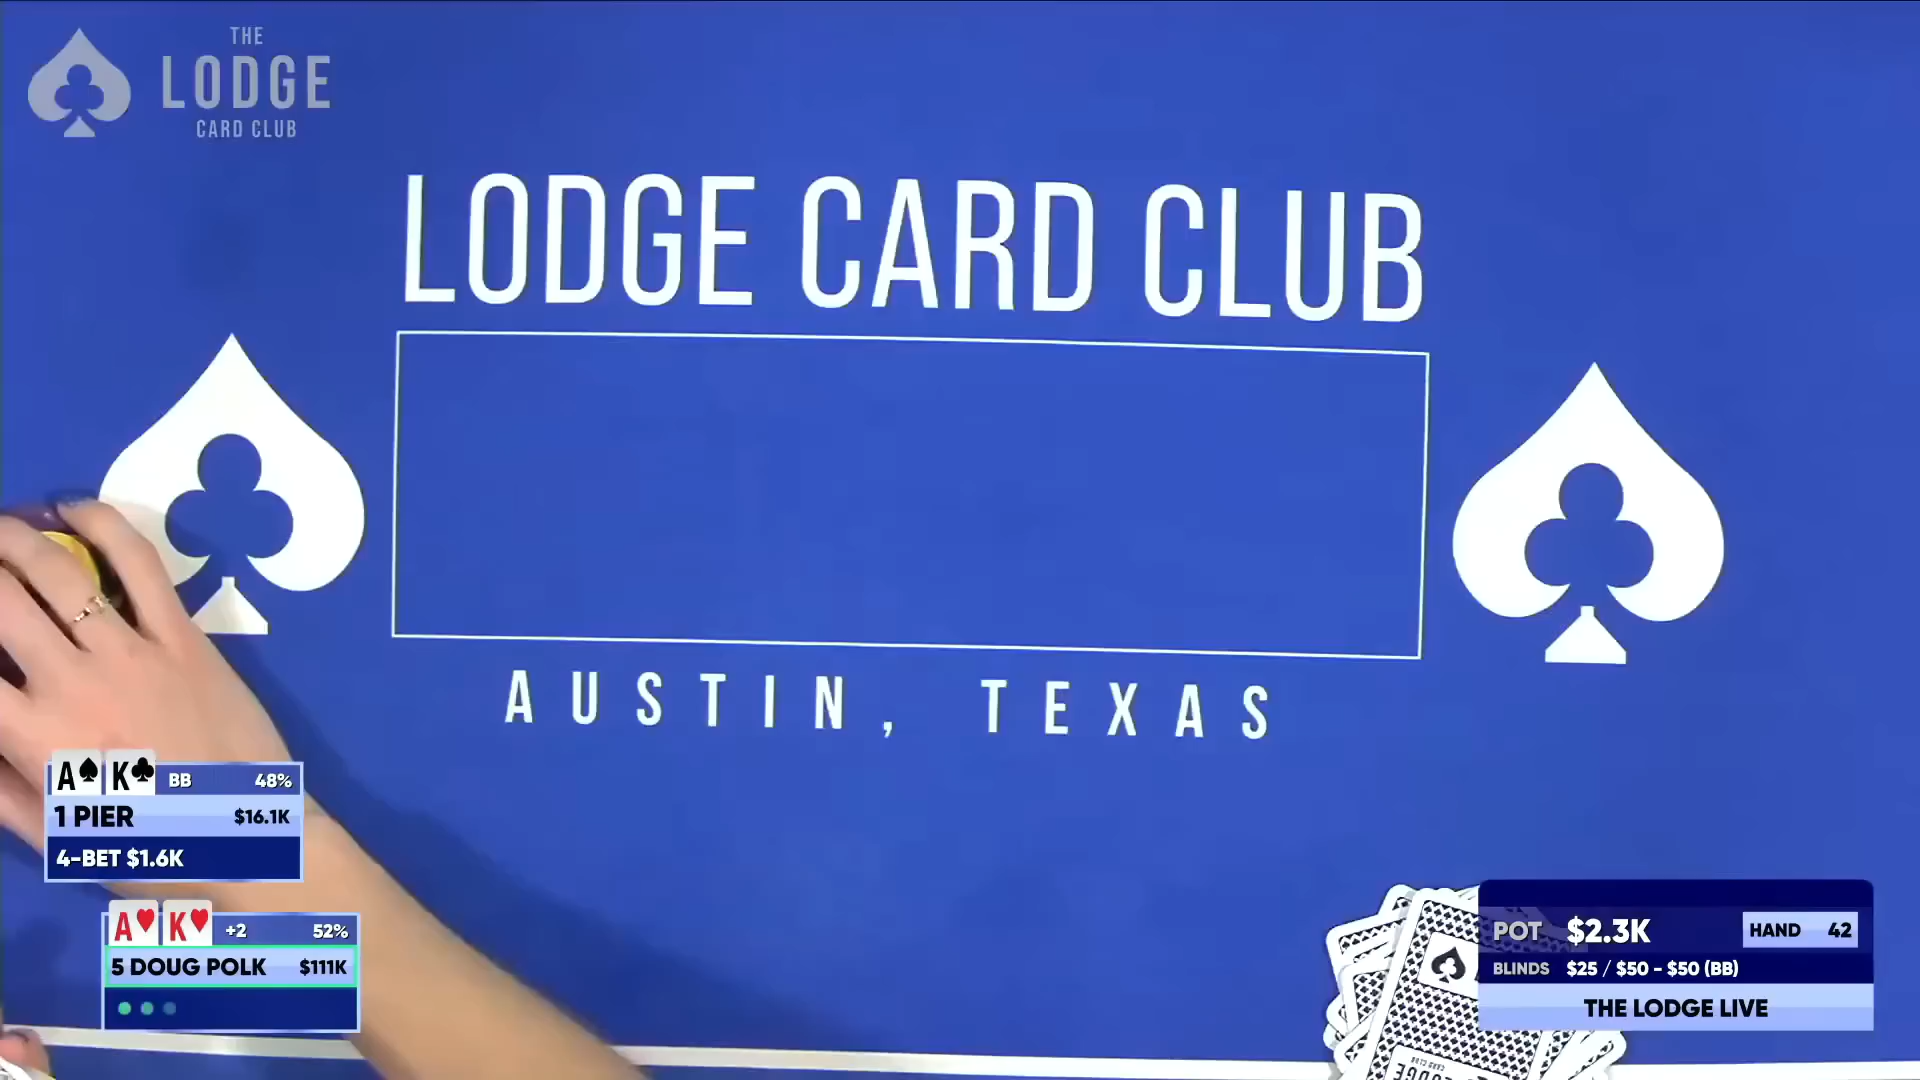 THE
LODGE
CARD CLUB
LODGE CARD CLUB
AUSTIN, TEXAS
A♠ K♣ BB 48%
1 PIER $16.1K
4-BET $1.6K
A♥ K♥ +2 52%
5 DOUG POLK $111K
POT $2.3K HAND 42
BLINDS $25 / $50 - $50 (BB)
THE LODGE LIVE